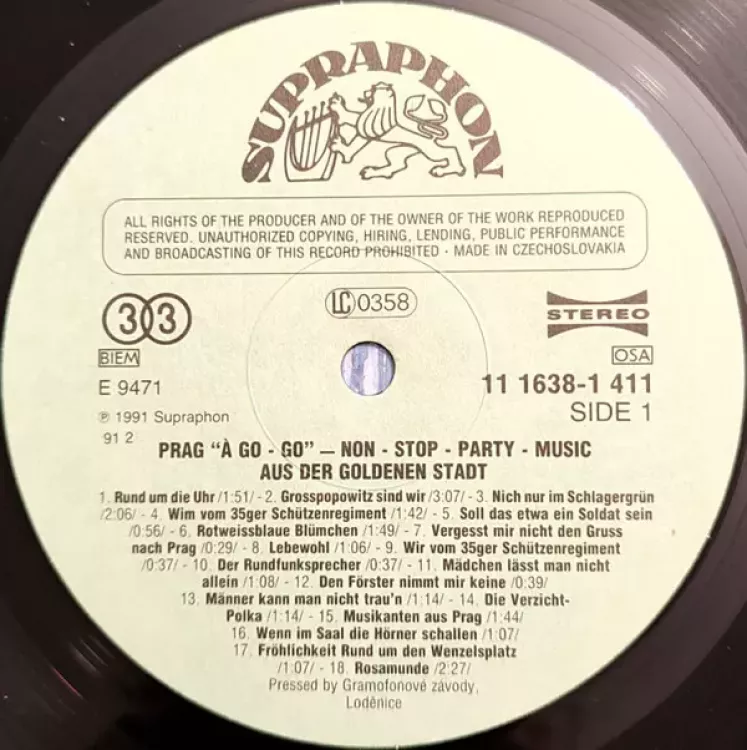 SUPRAPHON
ALL RIGHTS OF THE PRODUCER AND OF THE OWNER OF THE WORK REPRODUCED
RESERVED. UNAUTHORIZED COPYING, HIRING, LENDING, PUBLIC PERFORMANCE
AND BROADCASTING OF THIS RECORD PROHIBITED · MADE IN CZECHOSLOVAKIA
33
LC 0358
STEREO
BIEM
OSA
E 9471
11 1638-1 411
℗ 1991 Supraphon
SIDE 1
91 2
PRAG "À GO - GO" – NON - STOP - PARTY - MUSIC
AUS DER GOLDENEN STADT
1. Rund um die Uhr /1:51/ - 2. Grosspopowitz sind wir /3:07/ - 3. Nich nur im Schlagergrün
/2:06/ - 4. Wim vom 35ger Schützenregiment /1:42/ - 5. Soll das etwa ein Soldat sein
/0:56/ - 6. Rotweissblaue Blümchen /1:49/ - 7. Vergesst mir nicht den Gruss
nach Prag /0:29/ - 8. Lebewohl /1:06/ - 9. Wir vom 35ger Schützenregiment
/0:37/ - 10. Der Rundfunksprecher /0:37/ - 11. Mädchen lässt man nicht
allein /1:08/ - 12. Den Förster nimmt mir keine /0:39/
13. Männer kann man nicht trau'n /1:14/ - 14. Die Verzicht-
Polka /1:14/ - 15. Musikanten aus Prag /1:44/
16. Wenn im Saal die Hörner schallen /1:07/
17. Fröhlichkeit Rund um den Wenzelsplatz
/1:07/ - 18. Rosamunde /2:27/
Pressed by Gramofonové závody,
Loděnice